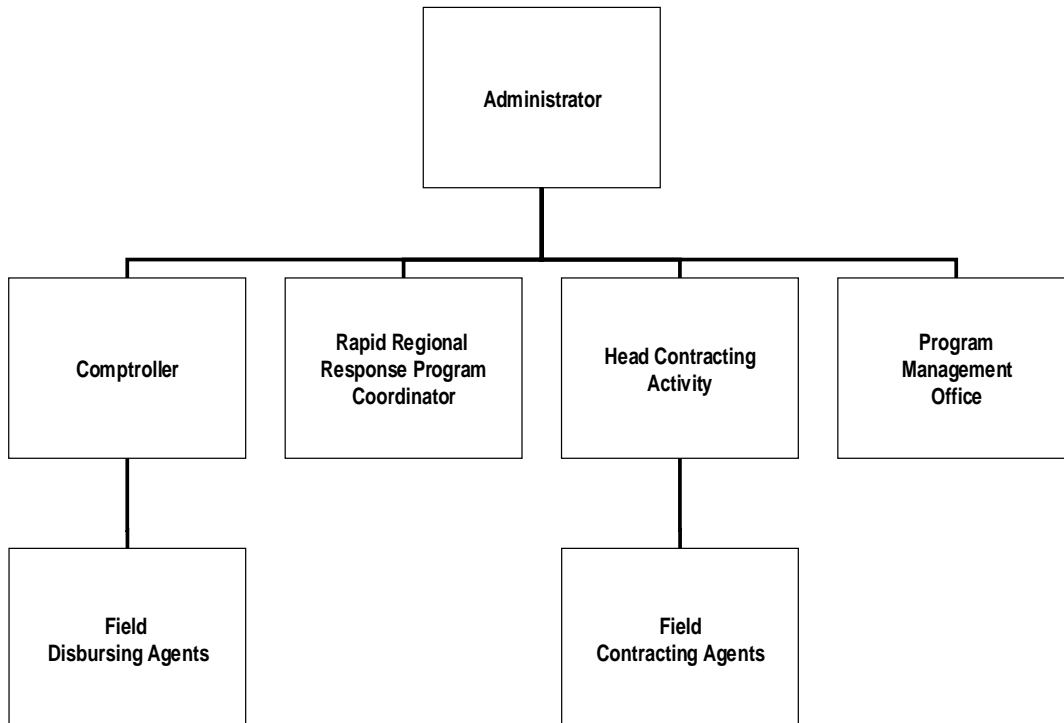 Administrator
Comptroller
Rapid Regional
Response Program
Coordinator
Head Contracting
Activity
Program
Management
Office
Field
Disbursing Agents
Field
Contracting Agents